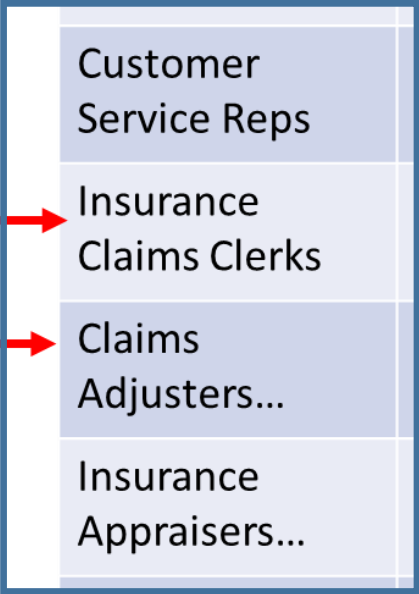 Customer
Service Reps
Insurance
Claims Clerks
Claims
Adjusters...
Insurance
Appraisers...